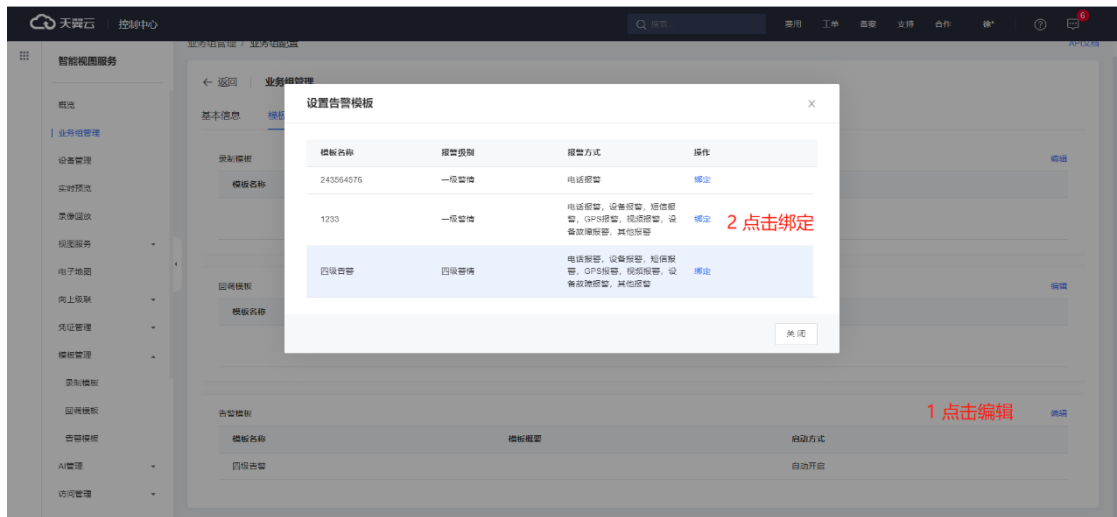 天翼云 控制中心 搜索... 费用 工单 备案 支持 合作 徐* 6
智能视图服务
业务组管理 / 业务组配置 API文档
← 返回 业务组管理
基本信息 模板
概览
业务组管理
设备管理
实时预览
录像回放
视图服务
电子地图
向上级联
凭证管理
模板管理
录制模板
回调模板
告警模板
AI管理
访问管理
录制模板 编辑
模板名称
回调模板 编辑
模板名称
设置告警模板
模板名称 报警级别 报警方式 操作
243564576 一级警情 电话报警 绑定
1233 一级警情 电话报警，设备报警，短信报
警，GPS报警，视频报警，设
备故障报警，其他报警 绑定
2 点击绑定
四级告警 四级警情 电话报警，设备报警，短信报
警，GPS报警，视频报警，设
备故障报警，其他报警 绑定
关闭
告警模板 1 点击编辑 编辑
模板名称 模板概要 启动方式
四级告警 自动开启